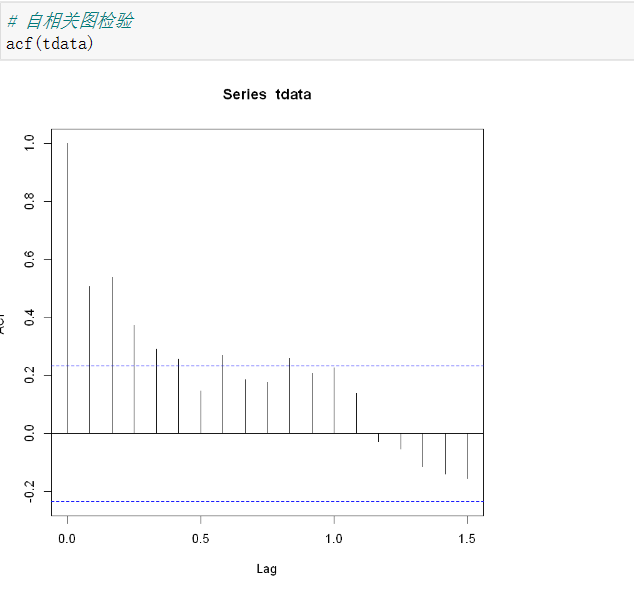 # 自相关图检验
acf(tdata)
Series tdata
1.0
0.8
0.6
0.4
0.2
0.0
-0.2
ACF
0.0 0.5 1.0 1.5
Lag